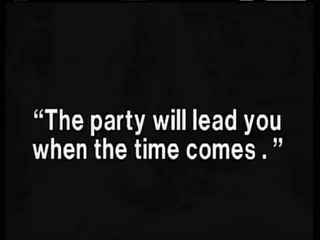 “The party will lead you
when the time comes . ”